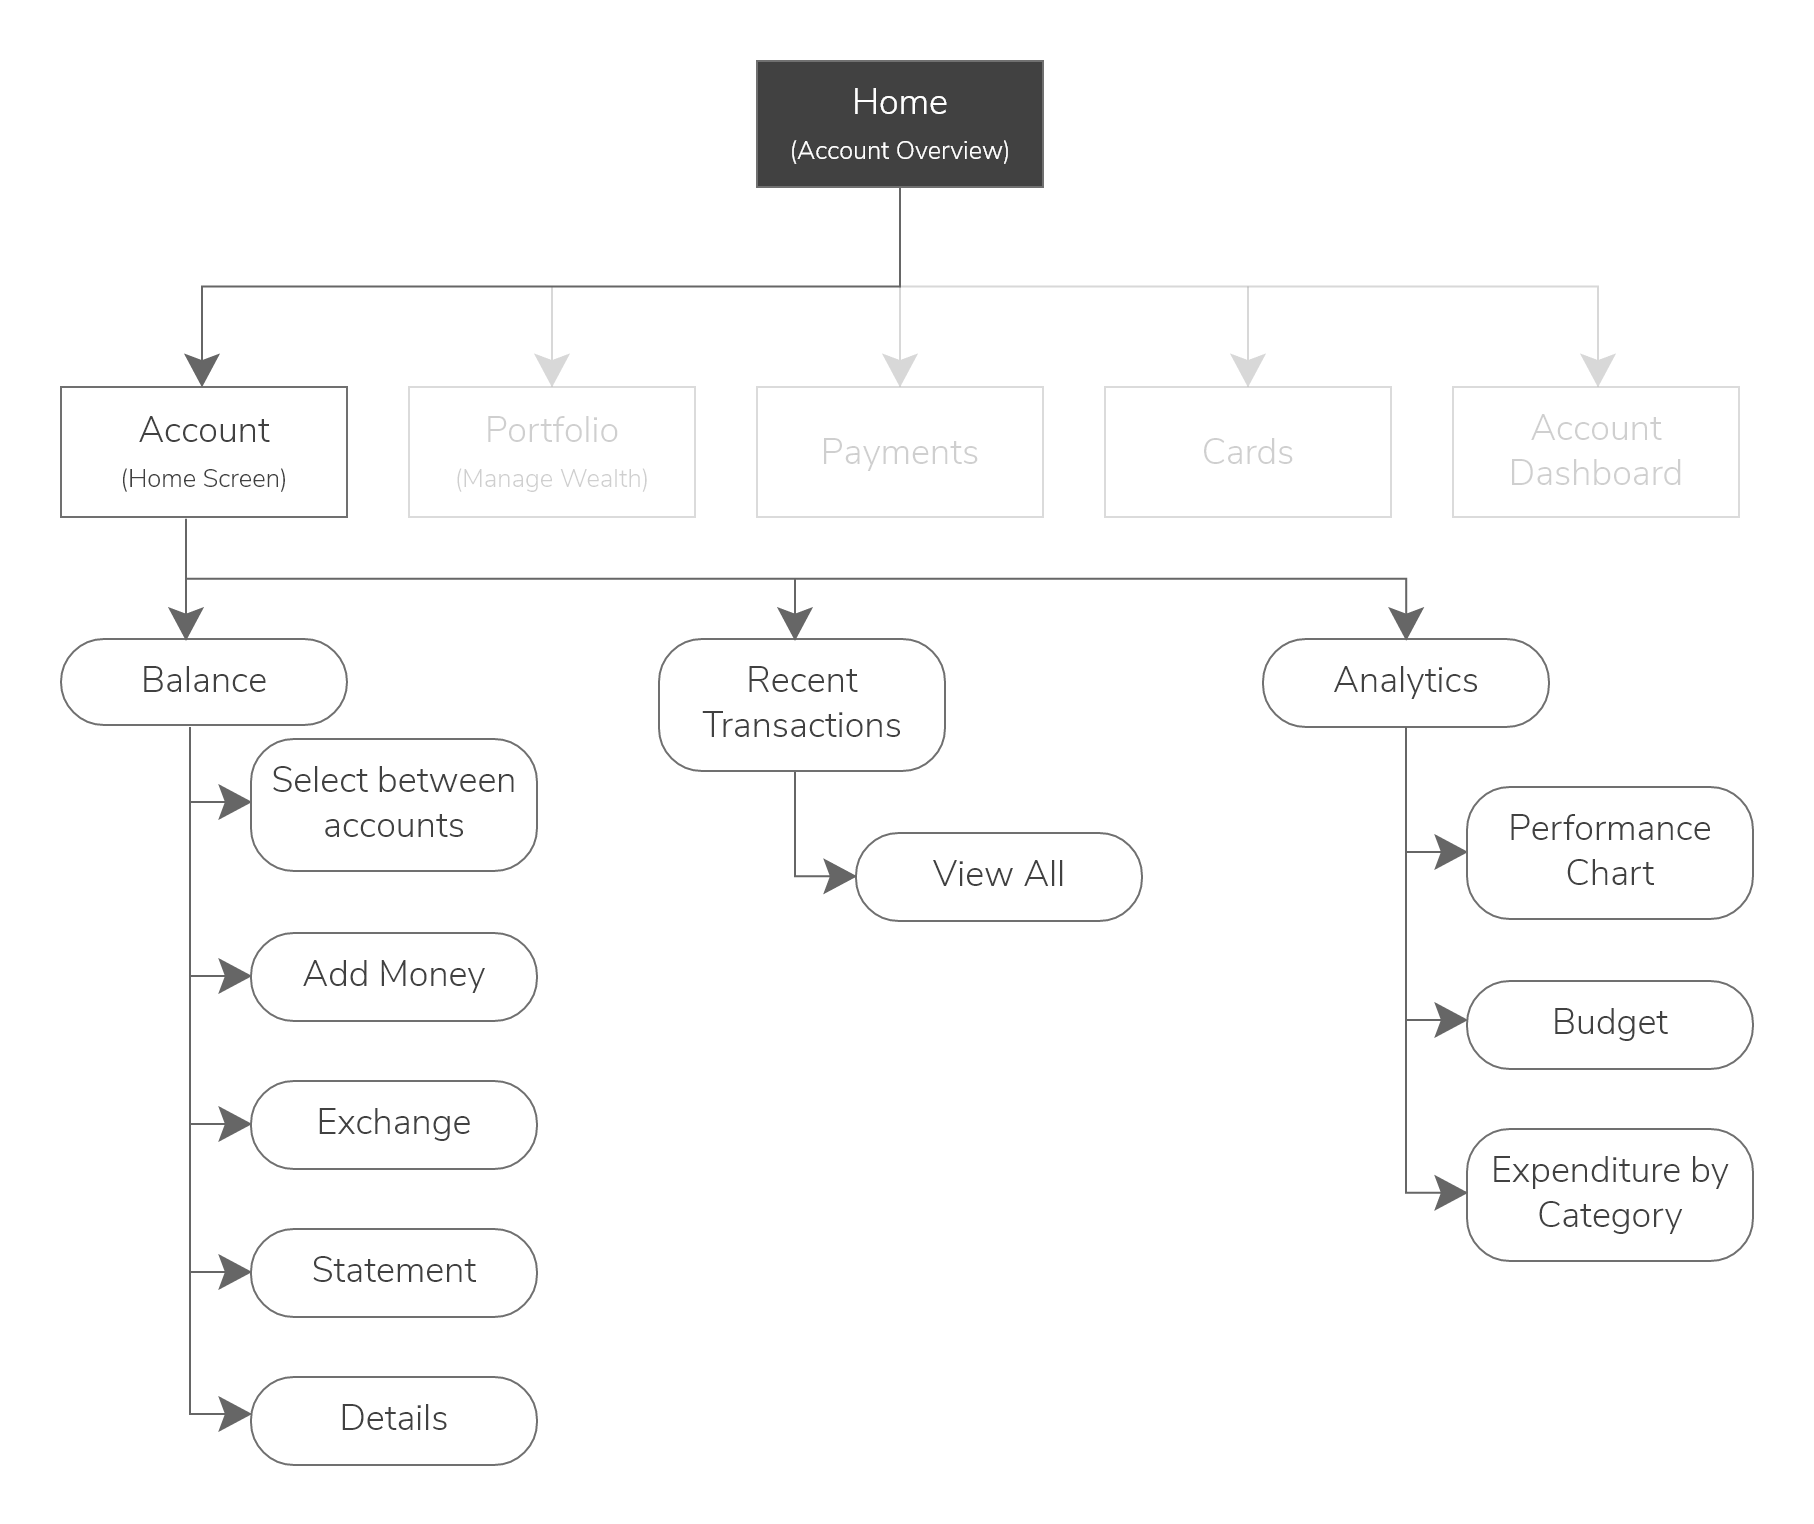 Home
(Account Overview)
Account
(Home Screen)
Portfolio
(Manage Wealth)
Payments
Cards
Account
Dashboard
Balance
Select between
accounts
Add Money
Exchange
Statement
Details
Recent
Transactions
View All
Analytics
Performance
Chart
Budget
Expenditure by
Category